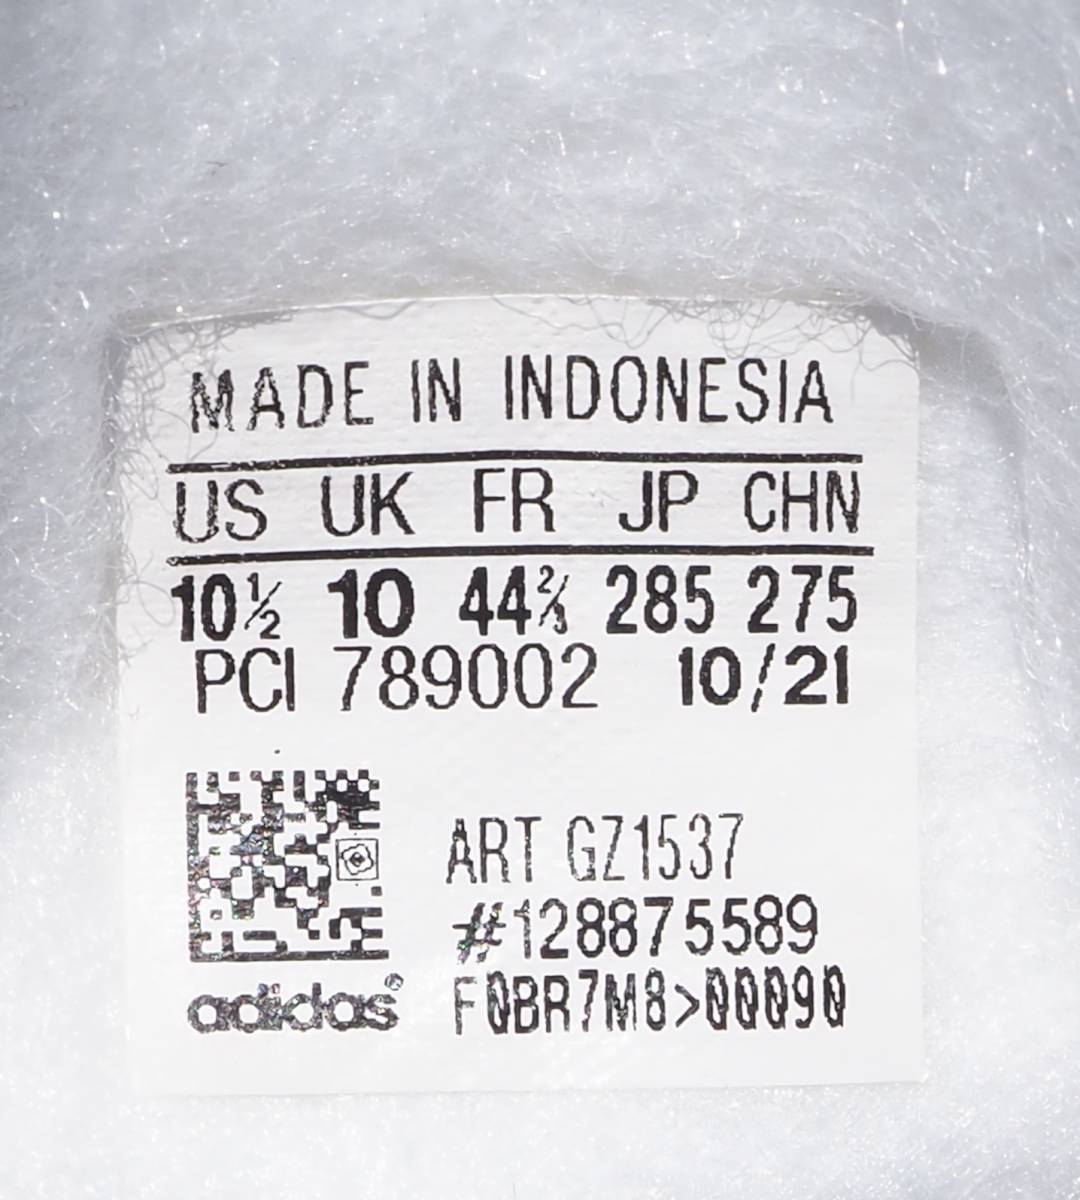 MADE IN INDONESIA
US UK FR JP CHN
10½ 10 44⅔ 285 275
PCI 789002 10/21
ART GZ1537
#128875589
adidas®
F0BR7M8>00090